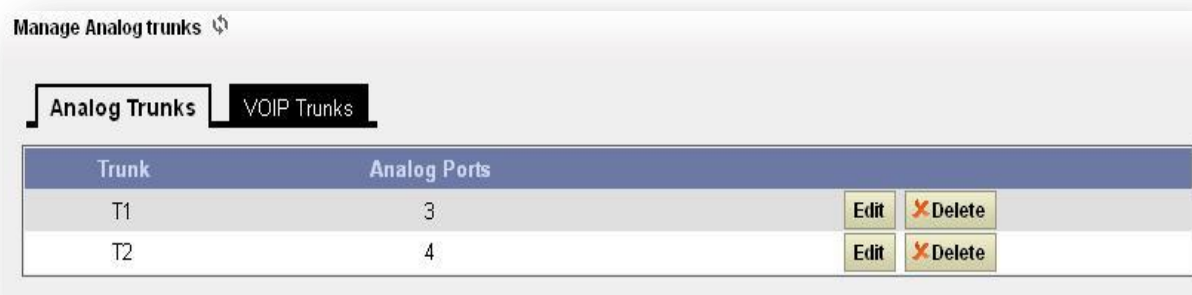 Manage Analog trunks
Analog Trunks VOIP Trunks
Trunk Analog Ports
T1 3 Edit Delete
T2 4 Edit Delete